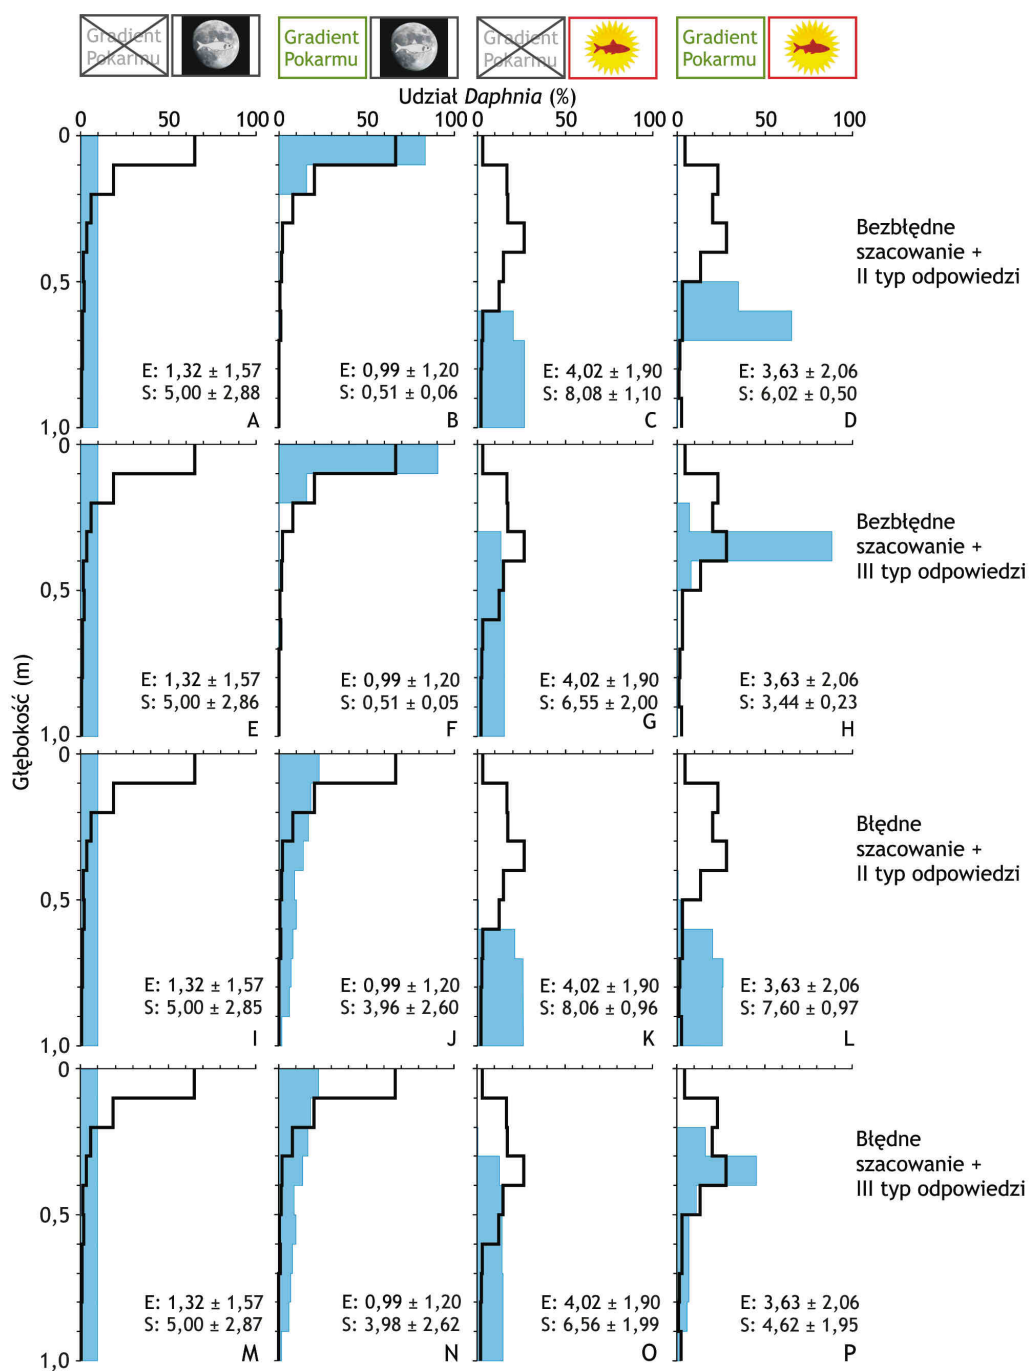 Gradient Pokarmu
Gradient Pokarmu
Gradient Pokarmu
Gradient Pokarmu
Udział Daphnia (%)
0 50 100 0 50 100 0 50 100 0 50 100
Głębokość (m)
0
0,5
1,0
E: 1,32 ± 1,57
S: 5,00 ± 2,88
A
E: 0,99 ± 1,20
S: 0,51 ± 0,06
B
E: 4,02 ± 1,90
S: 8,08 ± 1,10
C
E: 3,63 ± 2,06
S: 6,02 ± 0,50
D
Bezbłędne
szacowanie +
II typ odpowiedzi
0
0,5
1,0
E: 1,32 ± 1,57
S: 5,00 ± 2,86
E
E: 0,99 ± 1,20
S: 0,51 ± 0,05
F
E: 4,02 ± 1,90
S: 6,55 ± 2,00
G
E: 3,63 ± 2,06
S: 3,44 ± 0,23
H
Bezbłędne
szacowanie +
III typ odpowiedzi
0
0,5
1,0
E: 1,32 ± 1,57
S: 5,00 ± 2,85
I
E: 0,99 ± 1,20
S: 3,96 ± 2,60
J
E: 4,02 ± 1,90
S: 8,06 ± 0,96
K
E: 3,63 ± 2,06
S: 7,60 ± 0,97
L
Błędne
szacowanie +
II typ odpowiedzi
0
0,5
1,0
E: 1,32 ± 1,57
S: 5,00 ± 2,87
M
E: 0,99 ± 1,20
S: 3,98 ± 2,62
N
E: 4,02 ± 1,90
S: 6,56 ± 1,99
O
E: 3,63 ± 2,06
S: 4,62 ± 1,95
P
Błędne
szacowanie +
III typ odpowiedzi